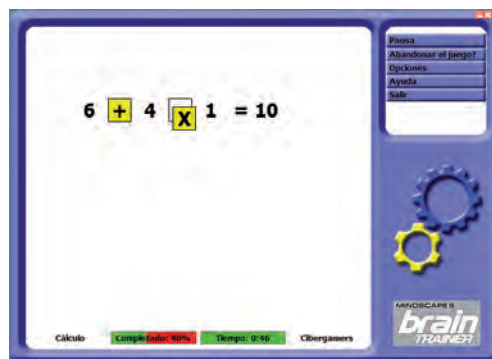 Pausa
Abandonar el juego?
Opciones
Ayuda
Salir
6 + 4 X 1 = 10
MINDSCAPE'S
brain
TRAINER
Cálculo Completado: 40% Tiempo: 0:46 Cibergamers